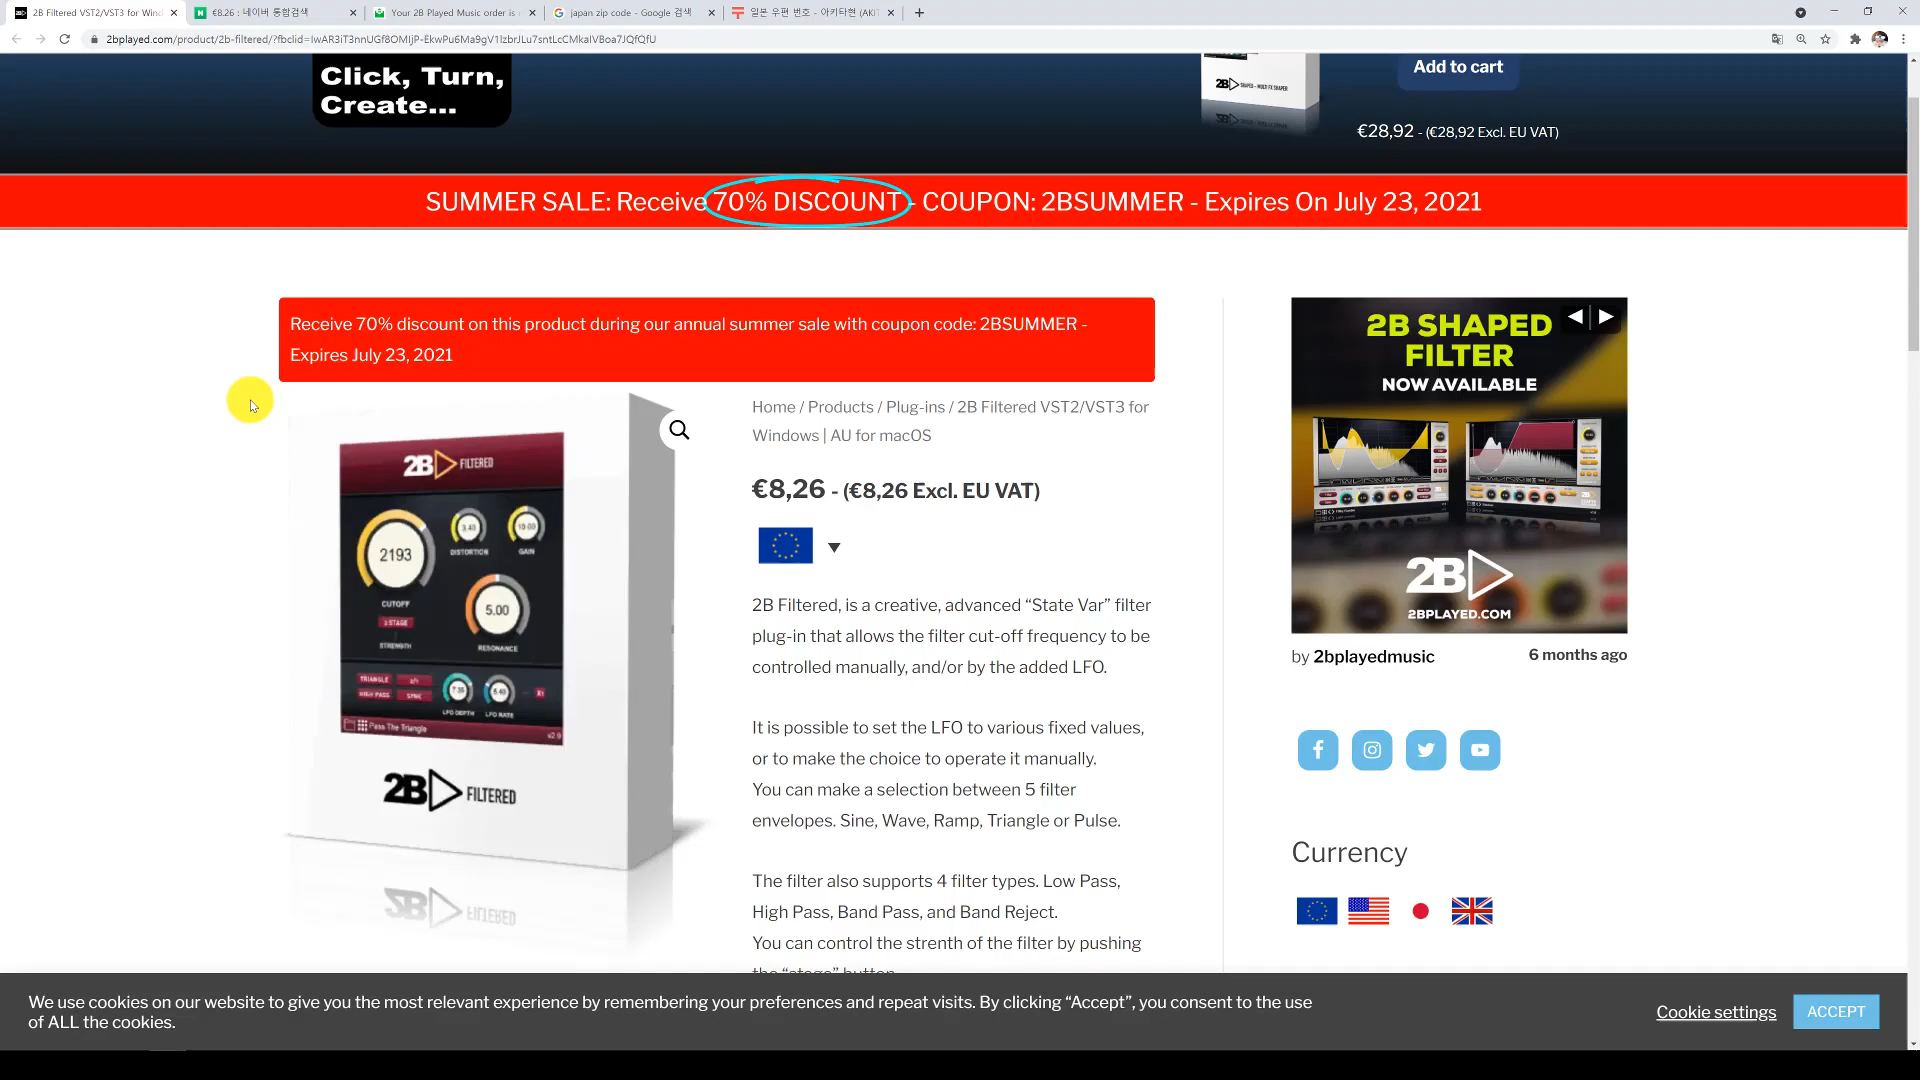 2B Filtered VST2/VST3 for Wind
€8.26 : 네이버 통합검색
Your 2B Played Music order is
japan zip code - Google 검색
일본 우편 번호 - 아키타현 (AKIT
2bplayed.com/product/2b-filtered/?fbclid=IwAR3iT3nnUGf8OMIjP-EkwPu6Ma9gV1IzbrJLu7sntLcCMkalVBoa7JQfQfU
Click, Turn,
Create...
2B SHAPED - MULTI FX SHAPER
Add to cart
€28,92 - (€28,92 Excl. EU VAT)
SUMMER SALE: Receive 70% DISCOUNT - COUPON: 2BSUMMER - Expires On July 23, 2021
Receive 70% discount on this product during our annual summer sale with coupon code: 2BSUMMER -
Expires July 23, 2021
2B FILTERED
2193
CUTOFF
3.40
DISTORTION
10.00
GAIN
3 STAGE
STRENGTH
5.00
RESONANCE
TRIANGLE
2/1
HIGH PASS
SYNC
7.35
LFO DEPTH
5.40
LFO RATE
X1
Pass The Triangle
v2.9
2B FILTERED
Home / Products / Plug-ins / 2B Filtered VST2/VST3 for
Windows | AU for macOS
€8,26 - (€8,26 Excl. EU VAT)
2B Filtered, is a creative, advanced “State Var” filter
plug-in that allows the filter cut-off frequency to be
controlled manually, and/or by the added LFO.
It is possible to set the LFO to various fixed values,
or to make the choice to operate it manually.
You can make a selection between 5 filter
envelopes. Sine, Wave, Ramp, Triangle or Pulse.
The filter also supports 4 filter types. Low Pass,
High Pass, Band Pass, and Band Reject.
You can control the strenth of the filter by pushing
the “stage” button.
2B SHAPED
FILTER
NOW AVAILABLE
2B
2BPLAYED.COM
by 2bplayedmusic
6 months ago
Currency
We use cookies on our website to give you the most relevant experience by remembering your preferences and repeat visits. By clicking “Accept”, you consent to the use
of ALL the cookies.
Cookie settings
ACCEPT